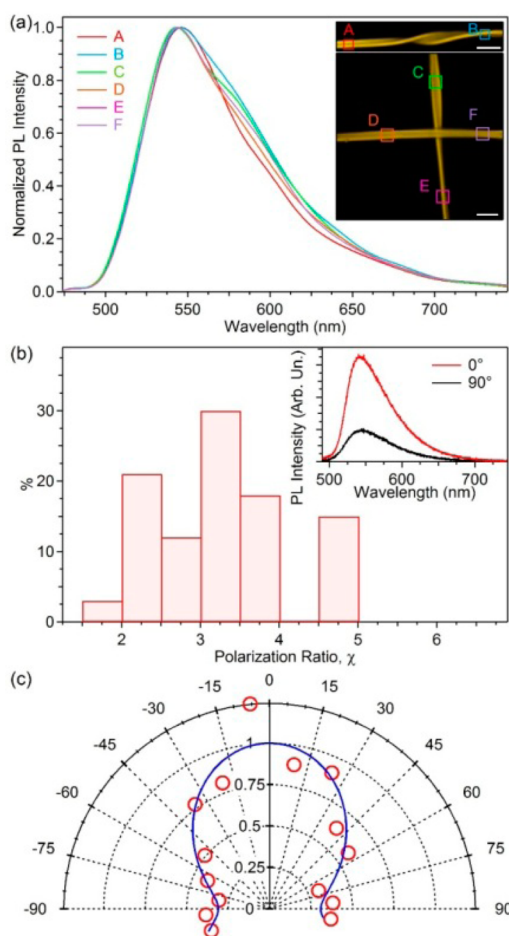 (a)
Normalized PL Intensity
1.0
0.8
0.6
0.4
0.2
0.0
A
B
C
D
E
F
A
B
C
D
F
E
500
550
600
650
700
Wavelength (nm)
(b)
%
30
20
10
0
2
3
4
5
6
Polarization Ratio, χ
PL Intensity (Arb. Un.)
0°
90°
500
600
700
Wavelength (nm)
(c)
0
-15
15
-30
30
-45
45
-60
60
-75
75
-90
90
1
0.75
0.5
0.25
0